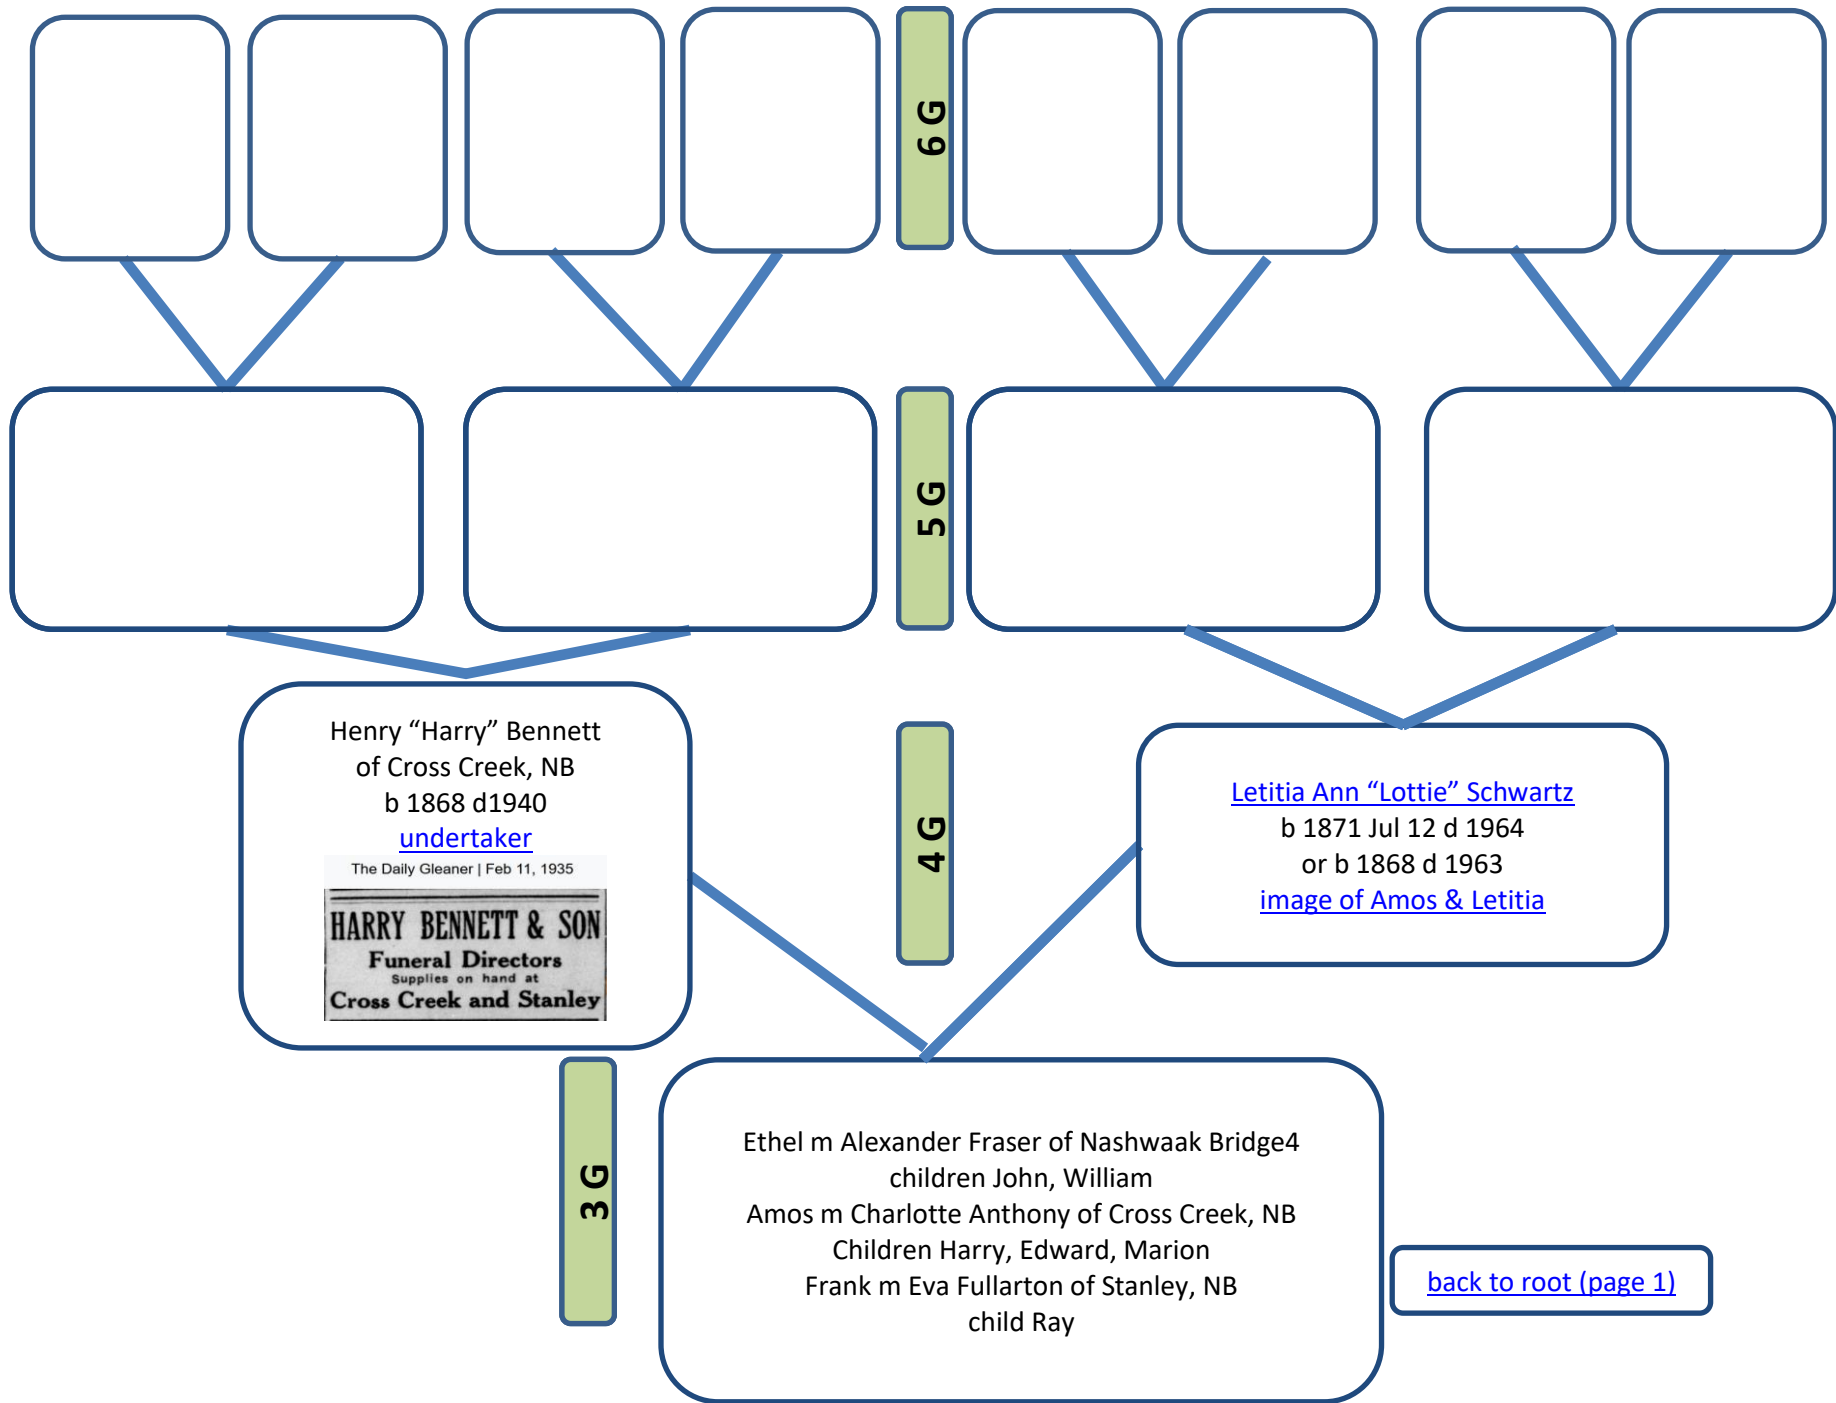 6 G
5 G
Henry “Harry” Bennett
of Cross Creek, NB
b 1868 d1940
undertaker
The Daily Gleaner | Feb 11, 1935
HARRY BENNETT & SON
Funeral Directors
Supplies on hand at
Cross Creek and Stanley
4 G
Letitia Ann “Lottie” Schwartz
b 1871 Jul 12 d 1964
or b 1868 d 1963
image of Amos & Letitia
3 G
Ethel m Alexander Fraser of Nashwaak Bridge4
children John, William
Amos m Charlotte Anthony of Cross Creek, NB
Children Harry, Edward, Marion
Frank m Eva Fullarton of Stanley, NB
child Ray
back to root (page 1)